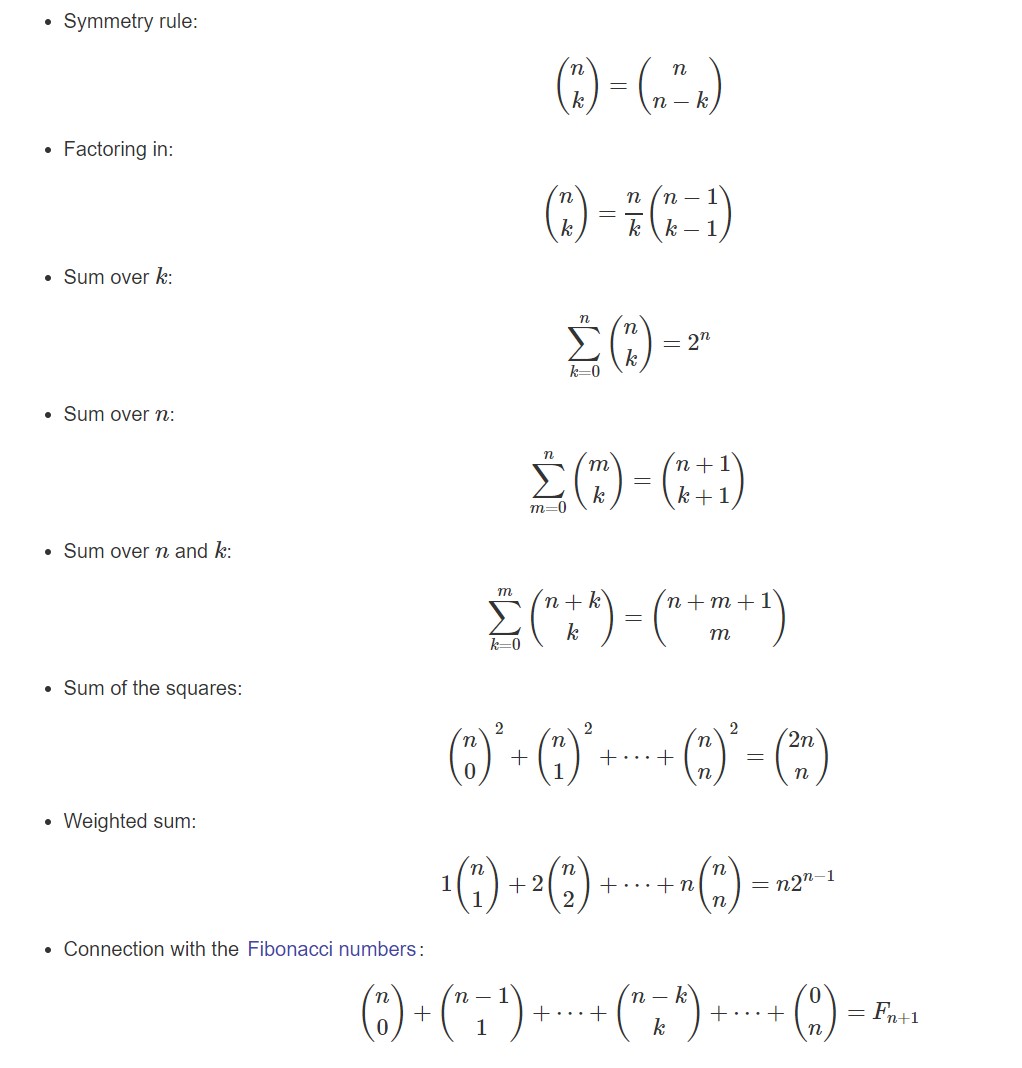 • Symmetry rule:
$$\binom{n}{k} = \binom{n}{n-k}$$
• Factoring in:
$$\binom{n}{k} = \frac{n}{k}\binom{n-1}{k-1}$$
• Sum over $k$:
$$\sum_{k=0}^{n}\binom{n}{k} = 2^n$$
• Sum over $n$:
$$\sum_{m=0}^{n}\binom{m}{k} = \binom{n+1}{k+1}$$
• Sum over $n$ and $k$:
$$\sum_{k=0}^{m}\binom{n+k}{k} = \binom{n+m+1}{m}$$
• Sum of the squares:
$$\binom{n}{0}^2 + \binom{n}{1}^2 + \cdots + \binom{n}{n}^2 = \binom{2n}{n}$$
• Weighted sum:
$$1\binom{n}{1} + 2\binom{n}{2} + \cdots + n\binom{n}{n} = n2^{n-1}$$
• Connection with the Fibonacci numbers:
$$\binom{n}{0} + \binom{n-1}{1} + \cdots + \binom{n-k}{k} + \cdots + \binom{0}{n} = F_{n+1}$$